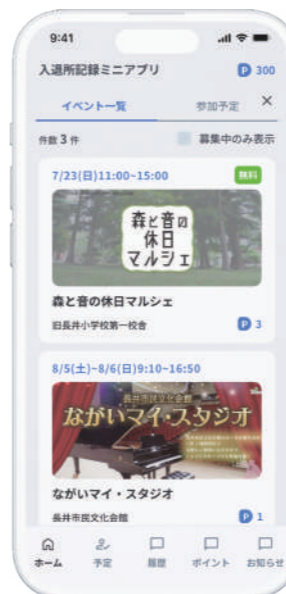 9:41
入退所記録ミニアプリ
P 300
イベント一覧
参加予定
×
件数 3 件
募集中のみ表示
7/23(日)11:00~15:00
無料
森と音の
休日
マルシェ
森と音の休日マルシェ
旧長井小学校第一校舎
P 3
8/5(土)~8/6(日)9:10~16:50
長井市民文化会館
ながいマイ・スタジオ
ながいマイ・スタジオ
長井市民文化会館
P 1
ホーム
予定
履歴
ポイント
お知らせ